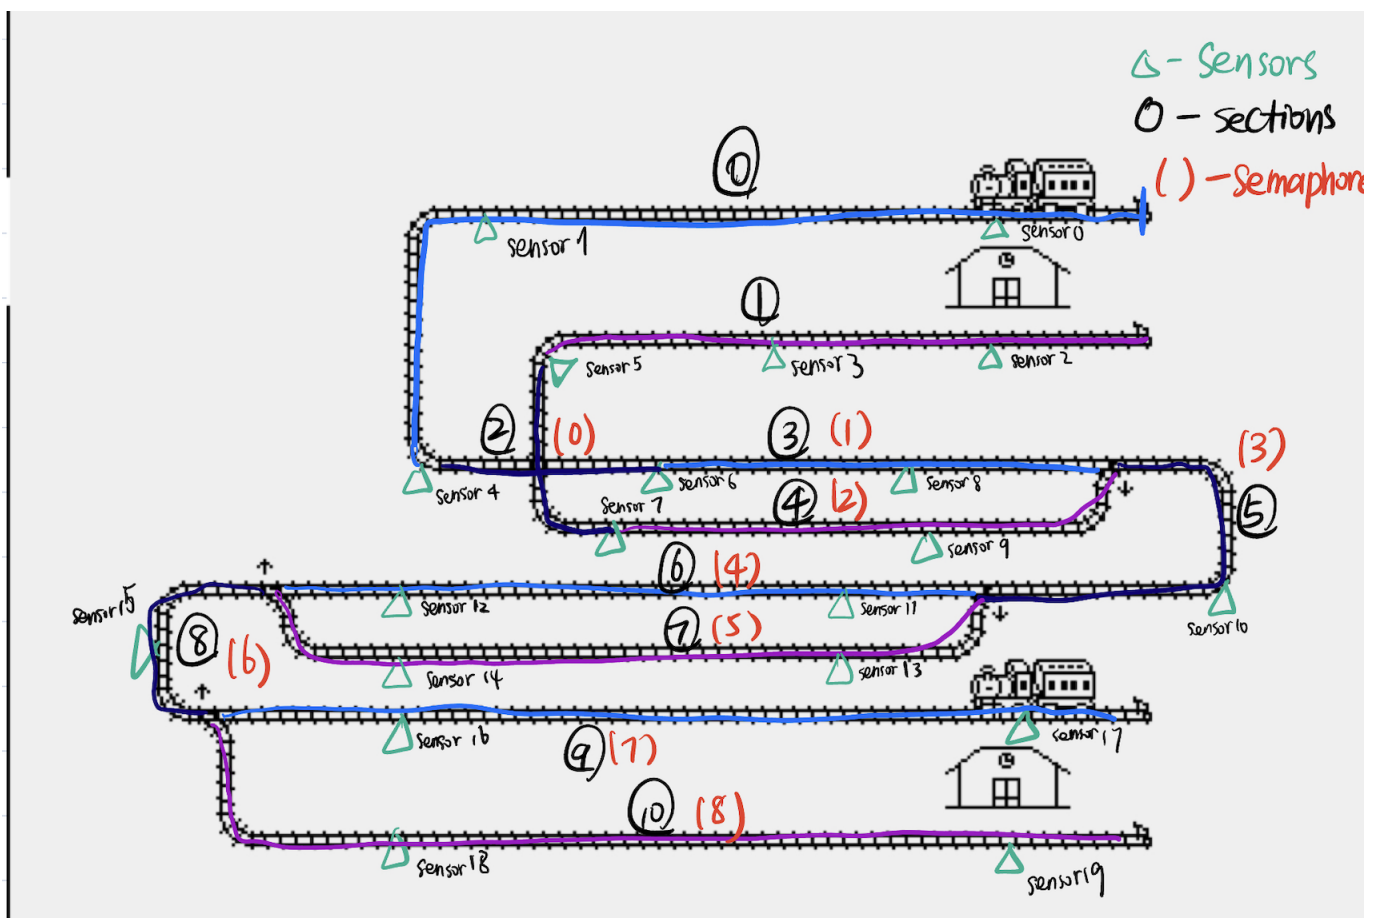 △ - Sensors
O - sections
( ) - Semaphore
0
Sensor 1
sensor 0
1
Sensor 5
sensor 3
sensor 2
2
(0)
3
(1)
(3)
sensor 4
sensor 6
sensor 8
Sensor 7
4
(2)
5
sensor 9
6
(4)
sensor 15
sensor 12
sensor 11
sensor 10
8
(6)
7
(5)
sensor 14
sensor 13
sensor 16
sensor 17
9
(7)
10
(8)
sensor 18
sensor 19